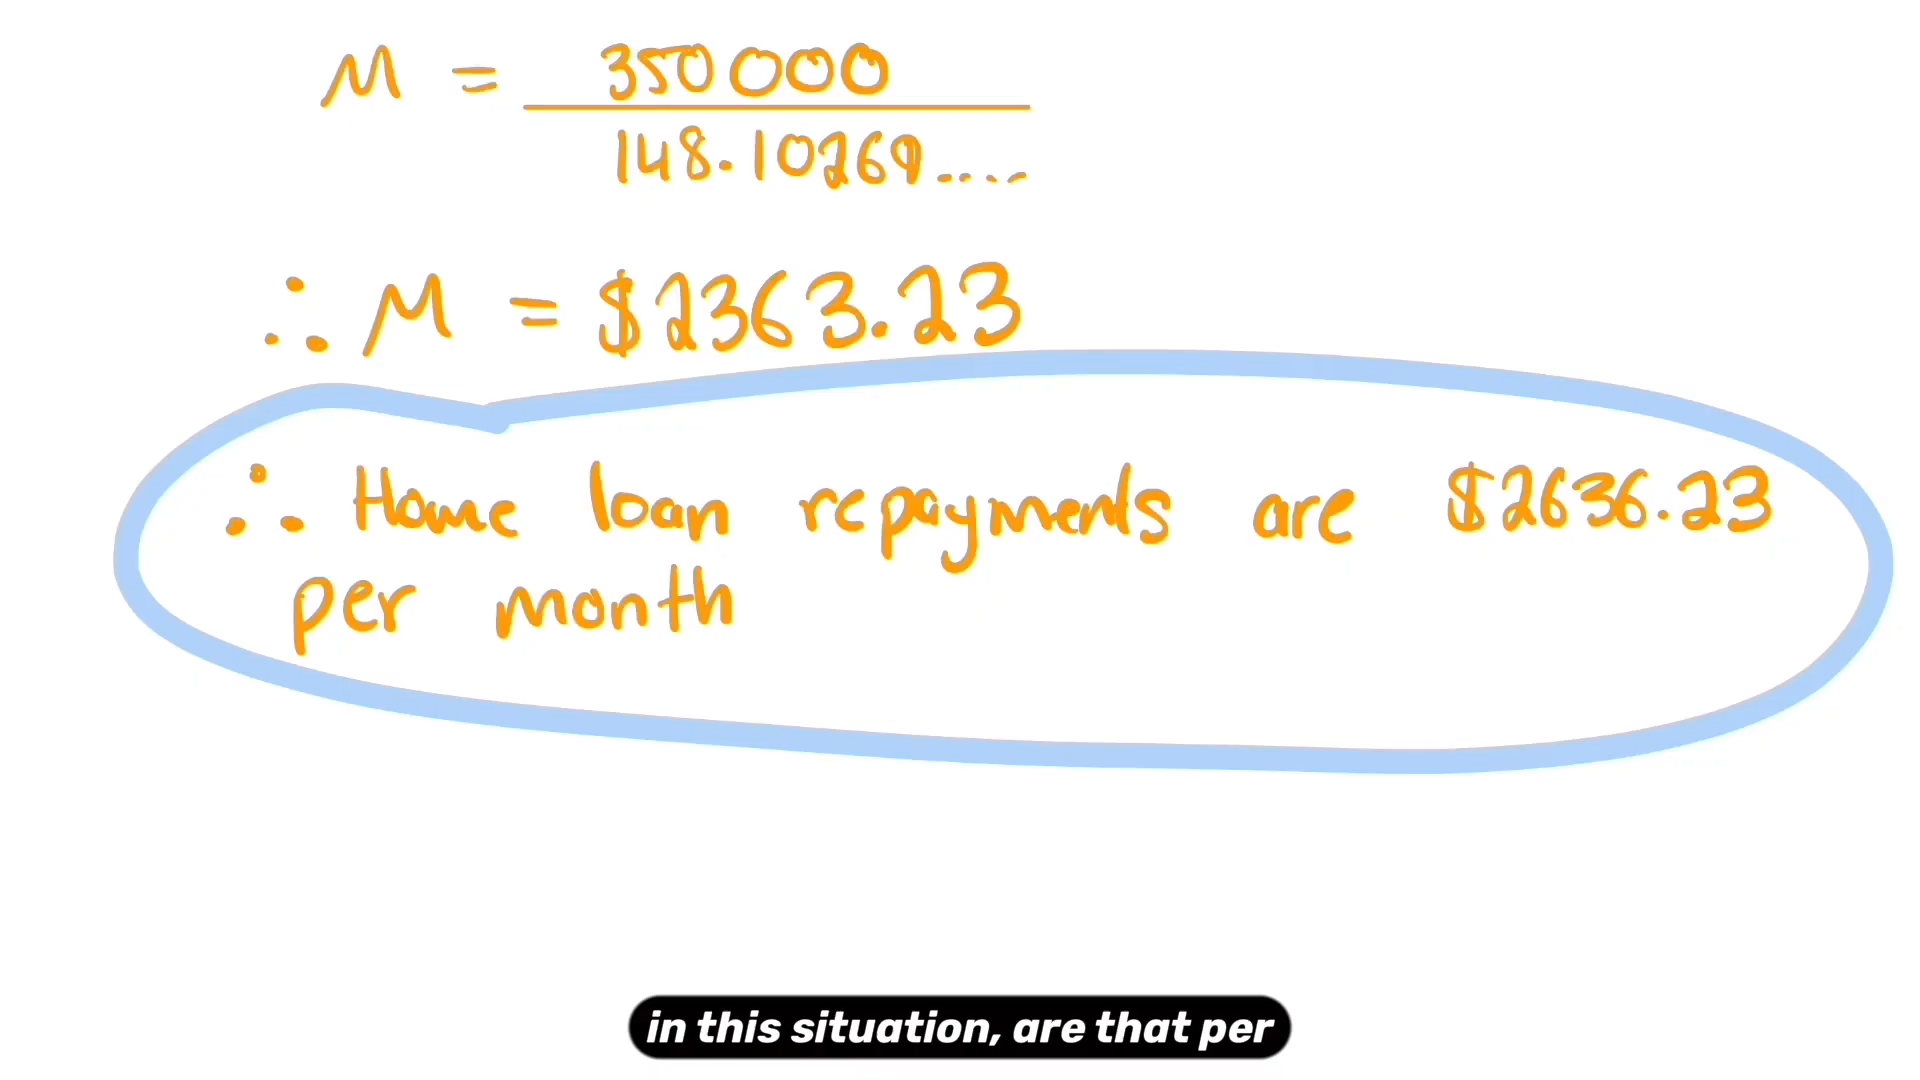 M = 350000
148.10269....
∴ M = $2363.23
∴ Home loan repayments are $2636.23
per month
in this situation, are that per